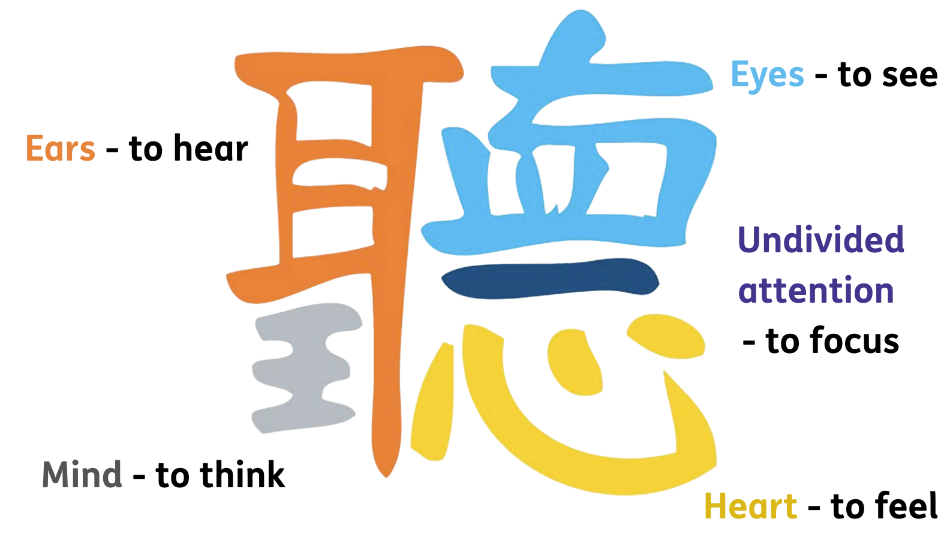 聽
Eyes - to see
Ears - to hear
Undivided
attention
- to focus
Mind - to think
Heart - to feel